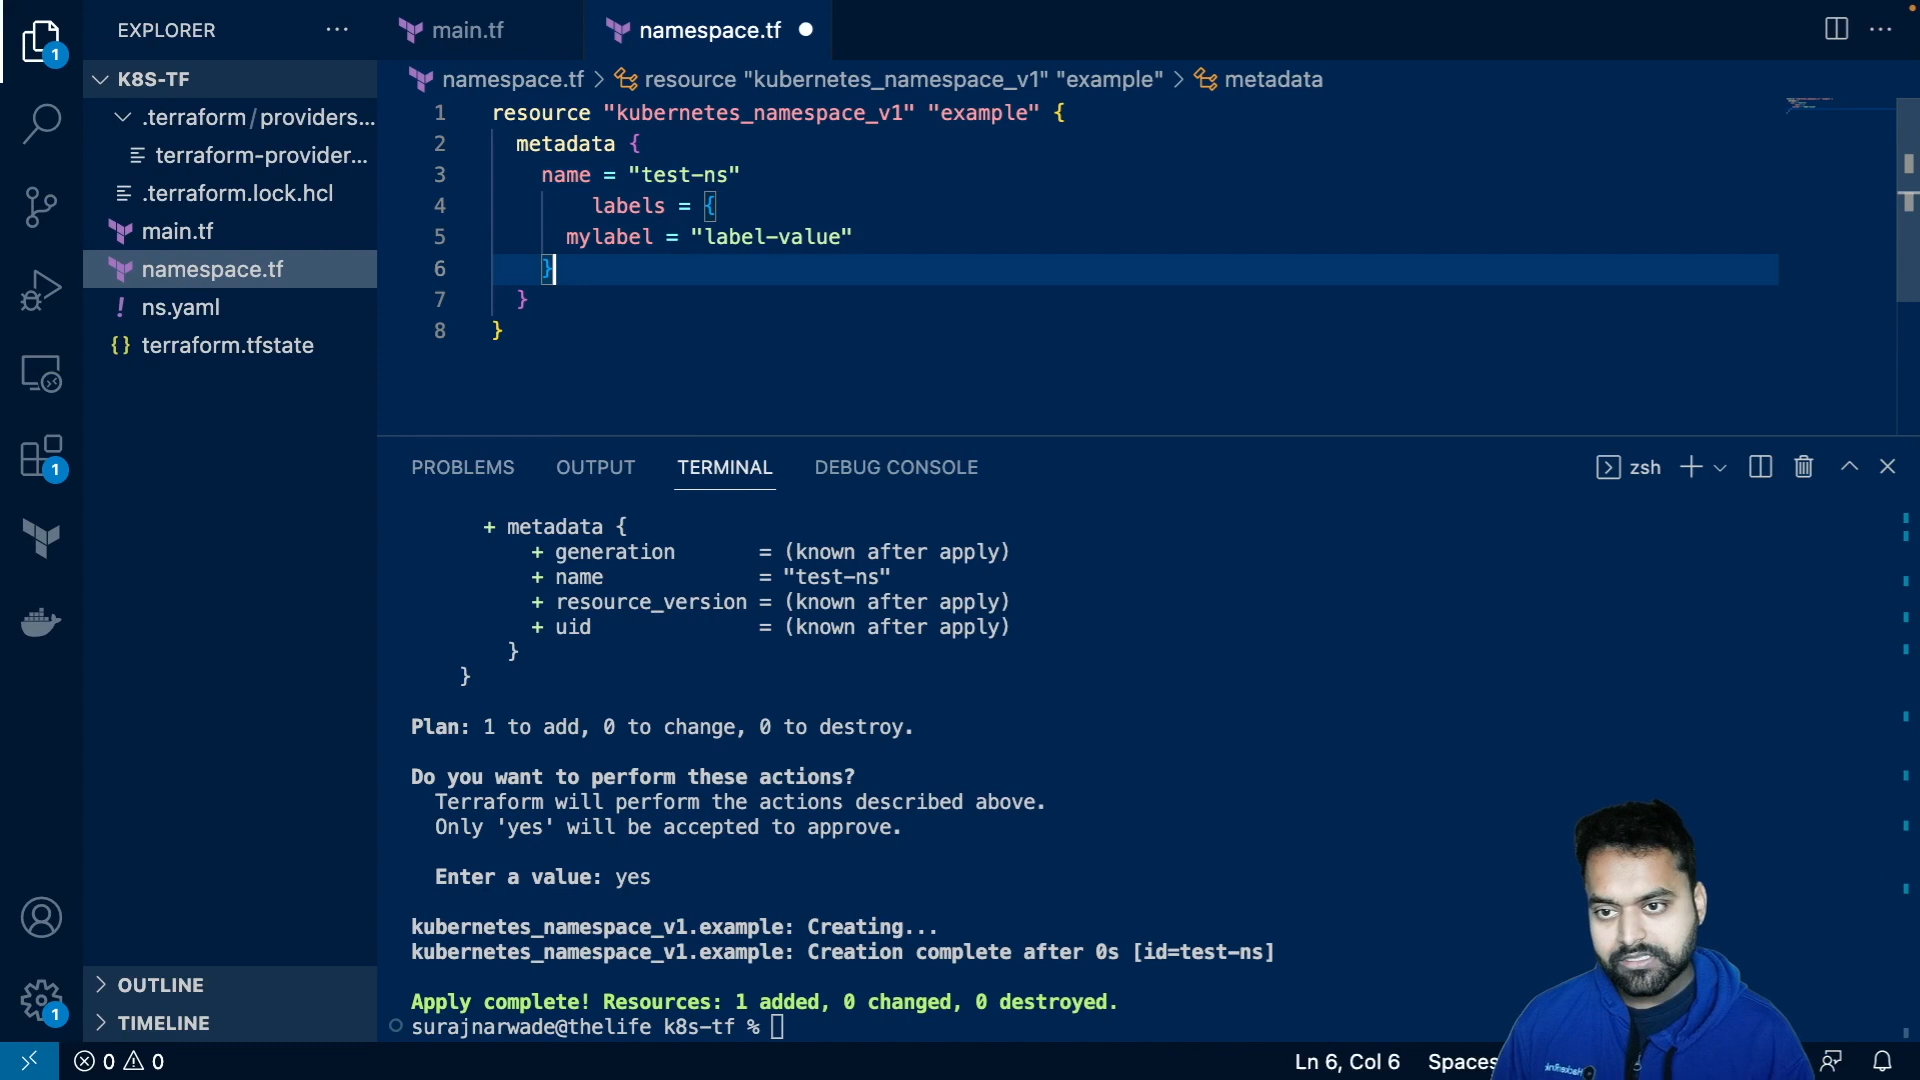 EXPLORER
main.tf
namespace.tf
1
K8S-TF
.terraform/providers...
terraform-provider...
.terraform.lock.hcl
main.tf
namespace.tf
! ns.yaml
{} terraform.tfstate
1
OUTLINE
TIMELINE
1
namespace.tf > resource "kubernetes_namespace_v1" "example" > metadata
1 resource "kubernetes_namespace_v1" "example" {
2 metadata {
3 name = "test-ns"
4 labels = {
5 mylabel = "label-value"
6 }
7 }
8 }
PROBLEMS OUTPUT TERMINAL DEBUG CONSOLE
zsh
+ metadata {
+ generation = (known after apply)
+ name = "test-ns"
+ resource_version = (known after apply)
+ uid = (known after apply)
}
}
Plan: 1 to add, 0 to change, 0 to destroy.
Do you want to perform these actions?
Terraform will perform the actions described above.
Only 'yes' will be accepted to approve.
Enter a value: yes
kubernetes_namespace_v1.example: Creating...
kubernetes_namespace_v1.example: Creation complete after 0s [id=test-ns]
Apply complete! Resources: 1 added, 0 changed, 0 destroyed.
surajnarwade@thelife k8s-tf %
0 0
Ln 6, Col 6 Spaces